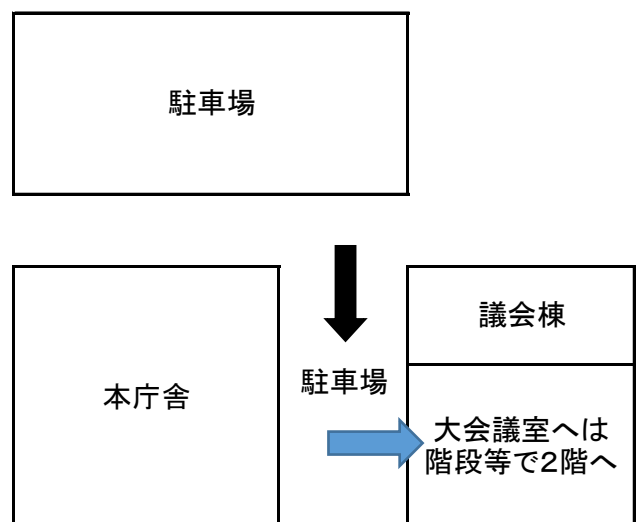 駐車場
議会棟
本庁舎
駐車場
大会議室へは
階段等で2階へ